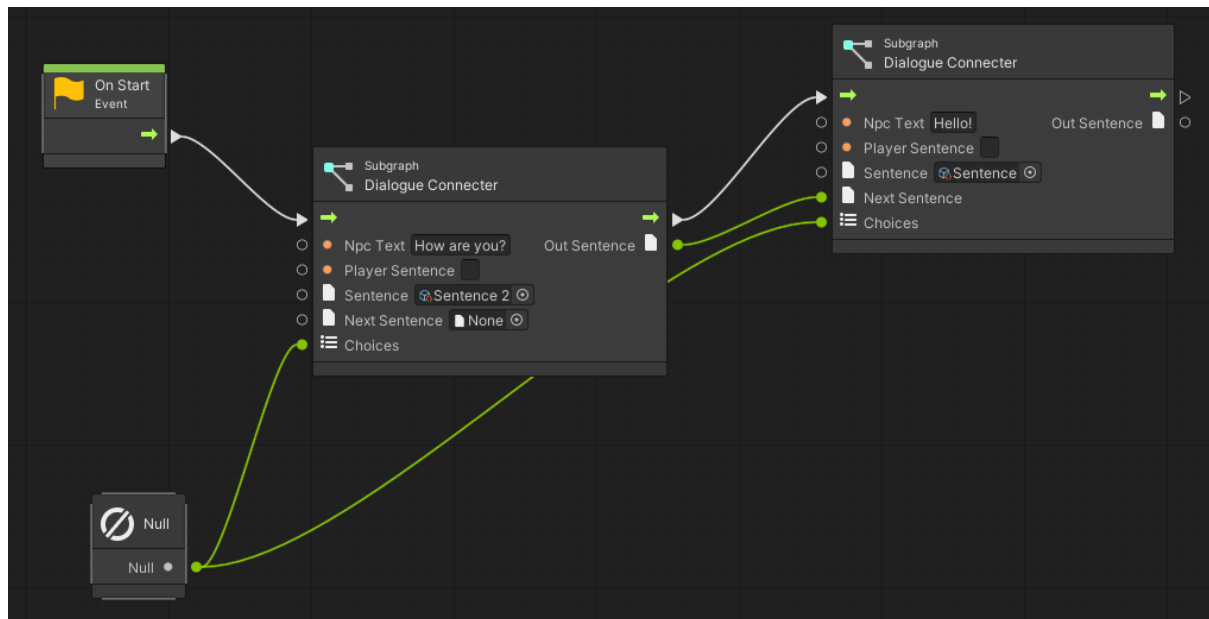 On Start
Event
Subgraph
Dialogue Connecter
Npc Text How are you? Out Sentence
Player Sentence
Sentence Sentence 2
Next Sentence None
Choices
Subgraph
Dialogue Connecter
Npc Text Hello! Out Sentence
Player Sentence
Sentence Sentence
Next Sentence
Choices
Null
Null